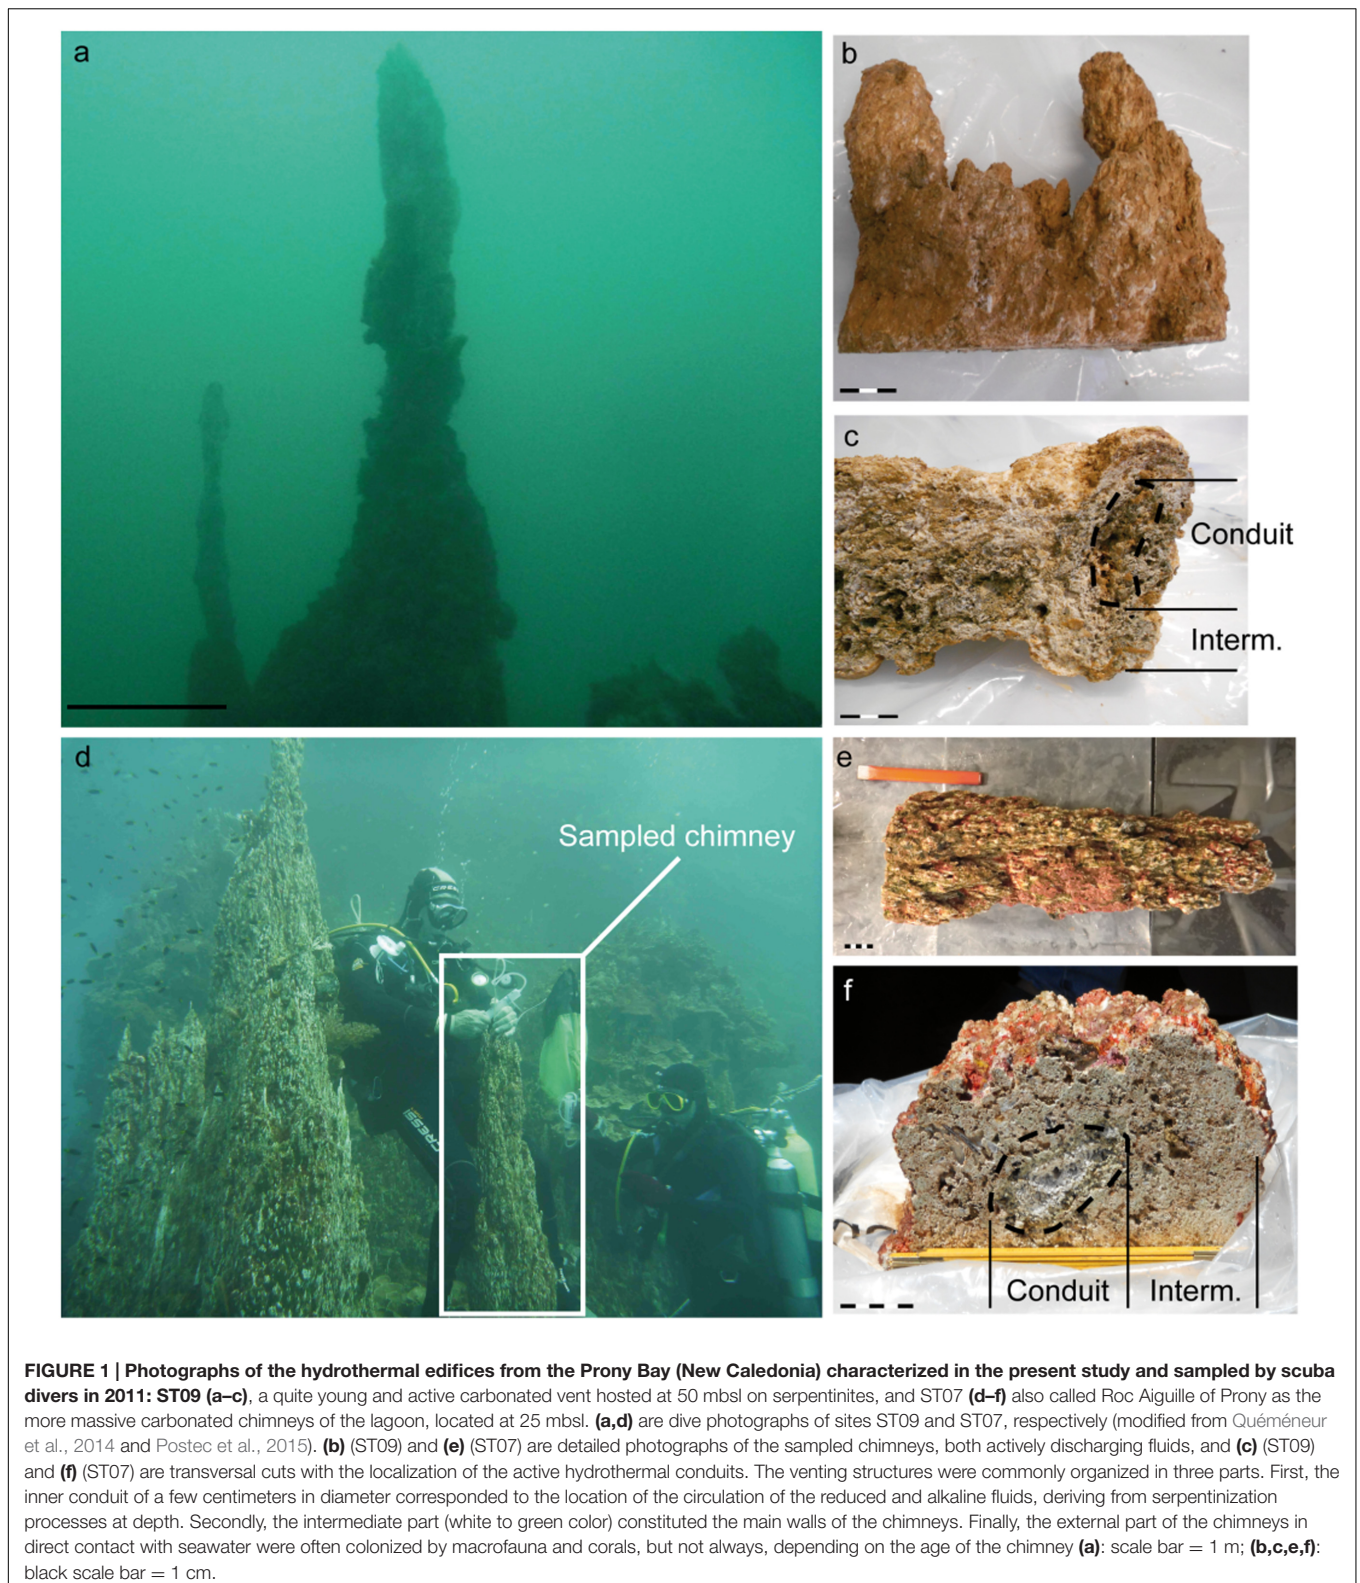 a
b
c
Conduit
Interm.
d
Sampled chimney
CRESSI
e
f
Conduit
Interm.
FIGURE 1 | Photographs of the hydrothermal edifices from the Prony Bay (New Caledonia) characterized in the present study and sampled by scuba
divers in 2011: ST09 (a–c), a quite young and active carbonated vent hosted at 50 mbsl on serpentinites, and ST07 (d–f) also called Roc Aiguille of Prony as the
more massive carbonated chimneys of the lagoon, located at 25 mbsl. (a,d) are dive photographs of sites ST09 and ST07, respectively (modified from Quéméneur
et al., 2014 and Postec et al., 2015). (b) (ST09) and (e) (ST07) are detailed photographs of the sampled chimneys, both actively discharging fluids, and (c) (ST09)
and (f) (ST07) are transversal cuts with the localization of the active hydrothermal conduits. The venting structures were commonly organized in three parts. First, the
inner conduit of a few centimeters in diameter corresponded to the location of the circulation of the reduced and alkaline fluids, deriving from serpentinization
processes at depth. Secondly, the intermediate part (white to green color) constituted the main walls of the chimneys. Finally, the external part of the chimneys in
direct contact with seawater were often colonized by macrofauna and corals, but not always, depending on the age of the chimney (a): scale bar = 1 m; (b,c,e,f):
black scale bar = 1 cm.